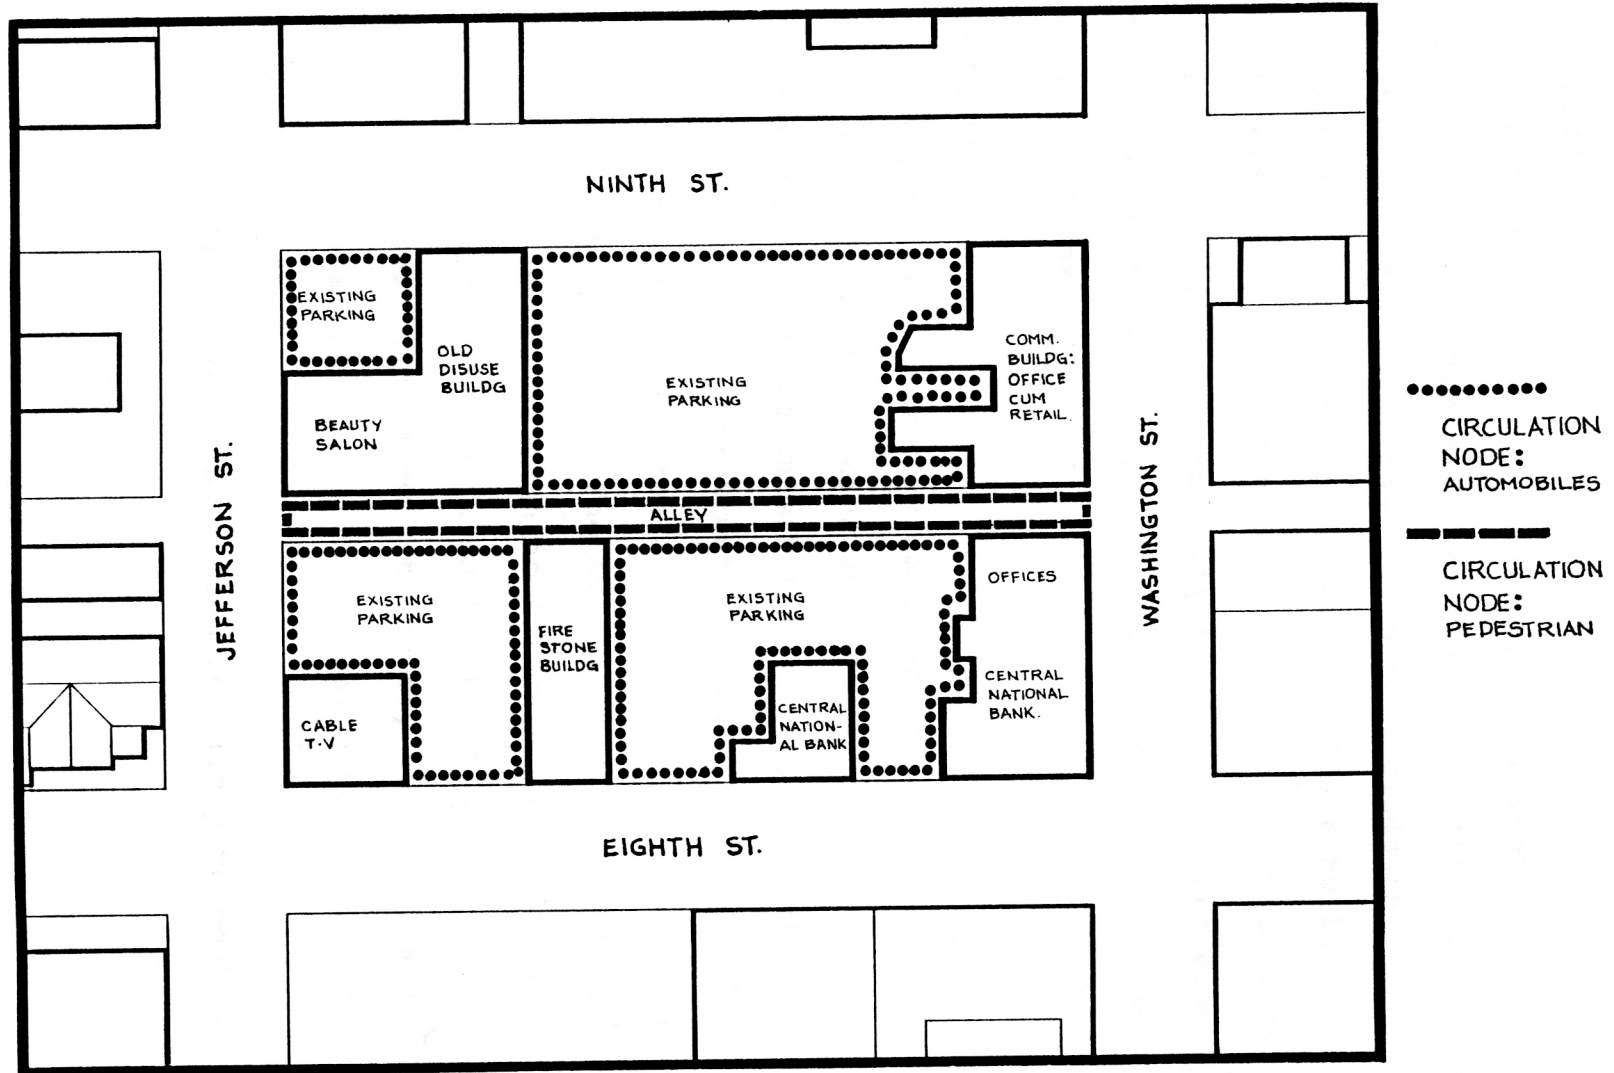 NINTH ST.
EXISTING
PARKING
OLD
DISUSE
BUILDG
BEAUTY
SALON
EXISTING
PARKING
COMM.
BUILDG:
OFFICE
CUM
RETAIL.
JEFFERSON ST.
WASHINGTON ST.
ALLEY
EXISTING
PARKING
CABLE
T.V
FIRE
STONE
BUILDG
EXISTING
PARKING
CENTRAL
NATION-
AL BANK
OFFICES
CENTRAL
NATIONAL
BANK.
EIGHTH ST.
CIRCULATION
NODE:
AUTOMOBILES
CIRCULATION
NODE:
PEDESTRIAN